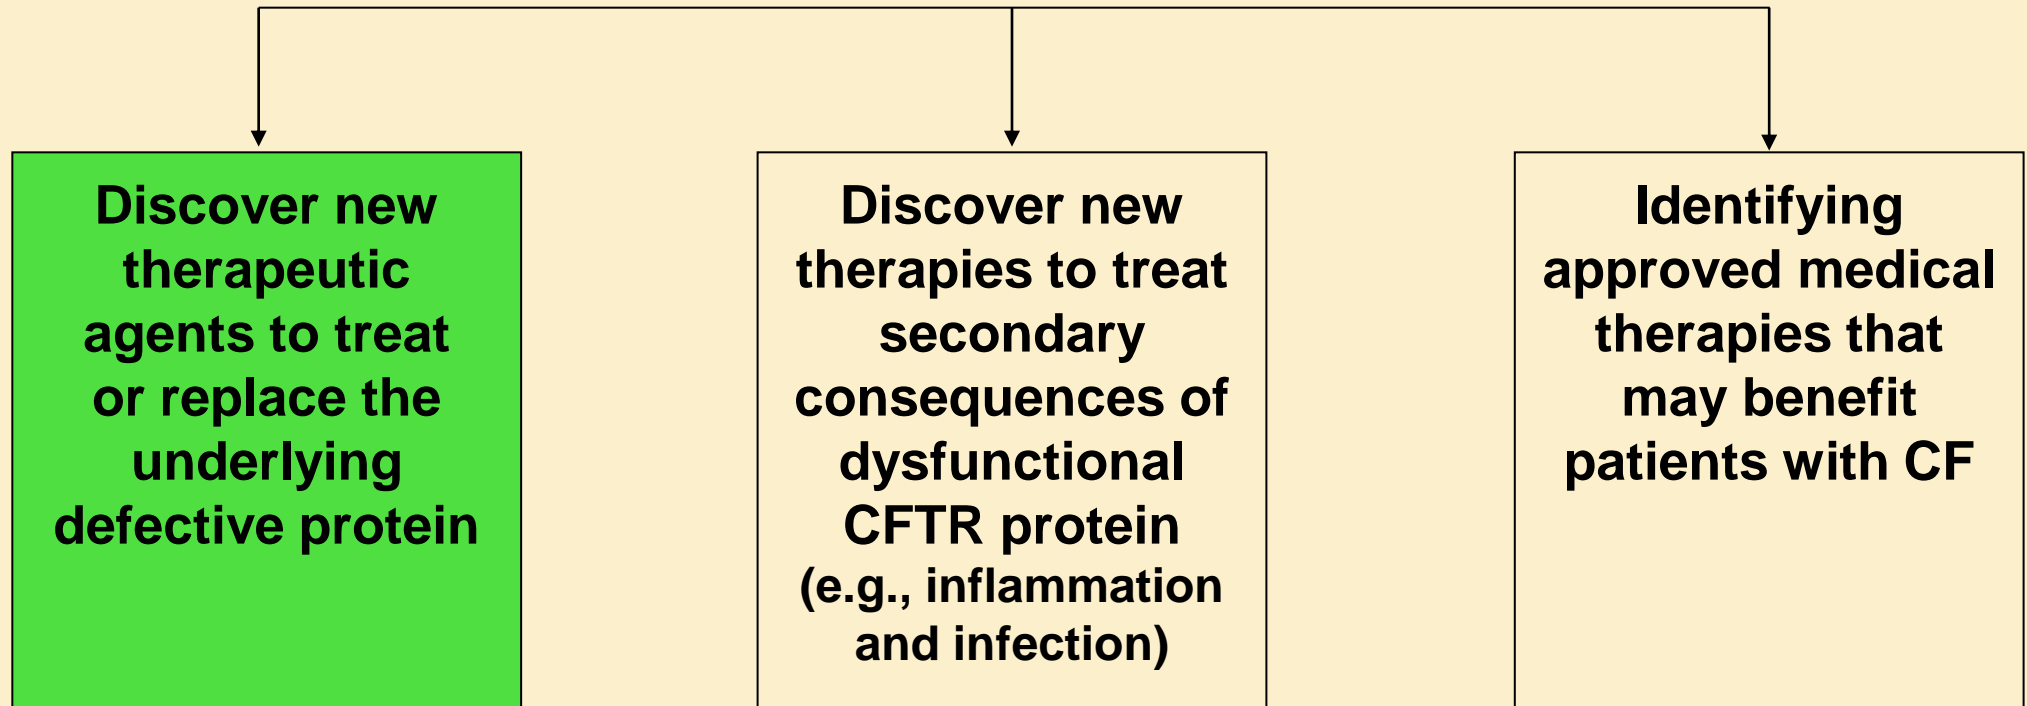 Discover new
therapeutic
agents to treat
or replace the
underlying
defective protein
Discover new
therapies to treat
secondary
consequences of
dysfunctional
CFTR protein
(e.g., inflammation
and infection)
Identifying
approved medical
therapies that
may benefit
patients with CF